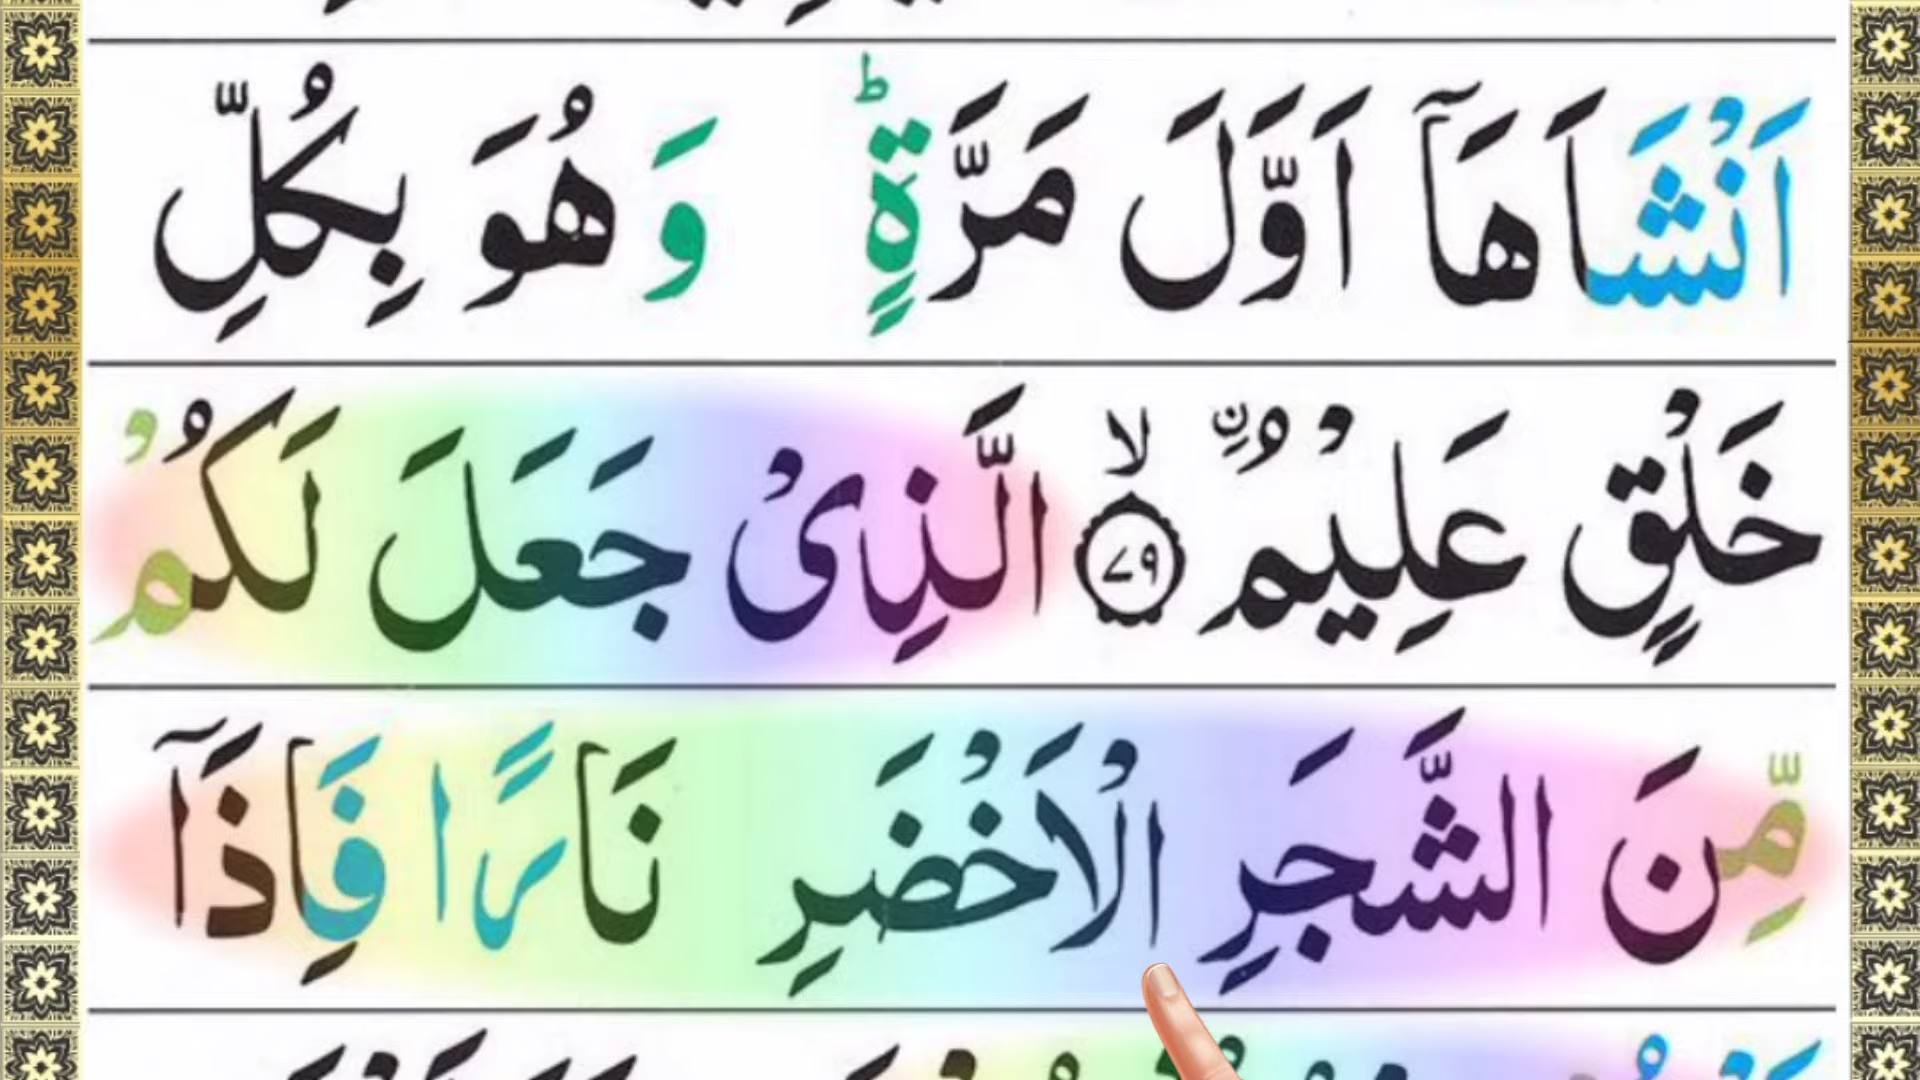 اَنْشَاَهَاۤ اَوَّلَ مَرَّةٍ ؕ وَهُوَ بِكُلِّ
خَلْقٍ عَلِيْمُ ۙ﴿۷۹﴾ۙ الَّذِىْ جَعَلَ لَكُمْ
مِّنَ الشَّجَرِ الْاَخْضَرِ نَارًا فَاِذَاۤ